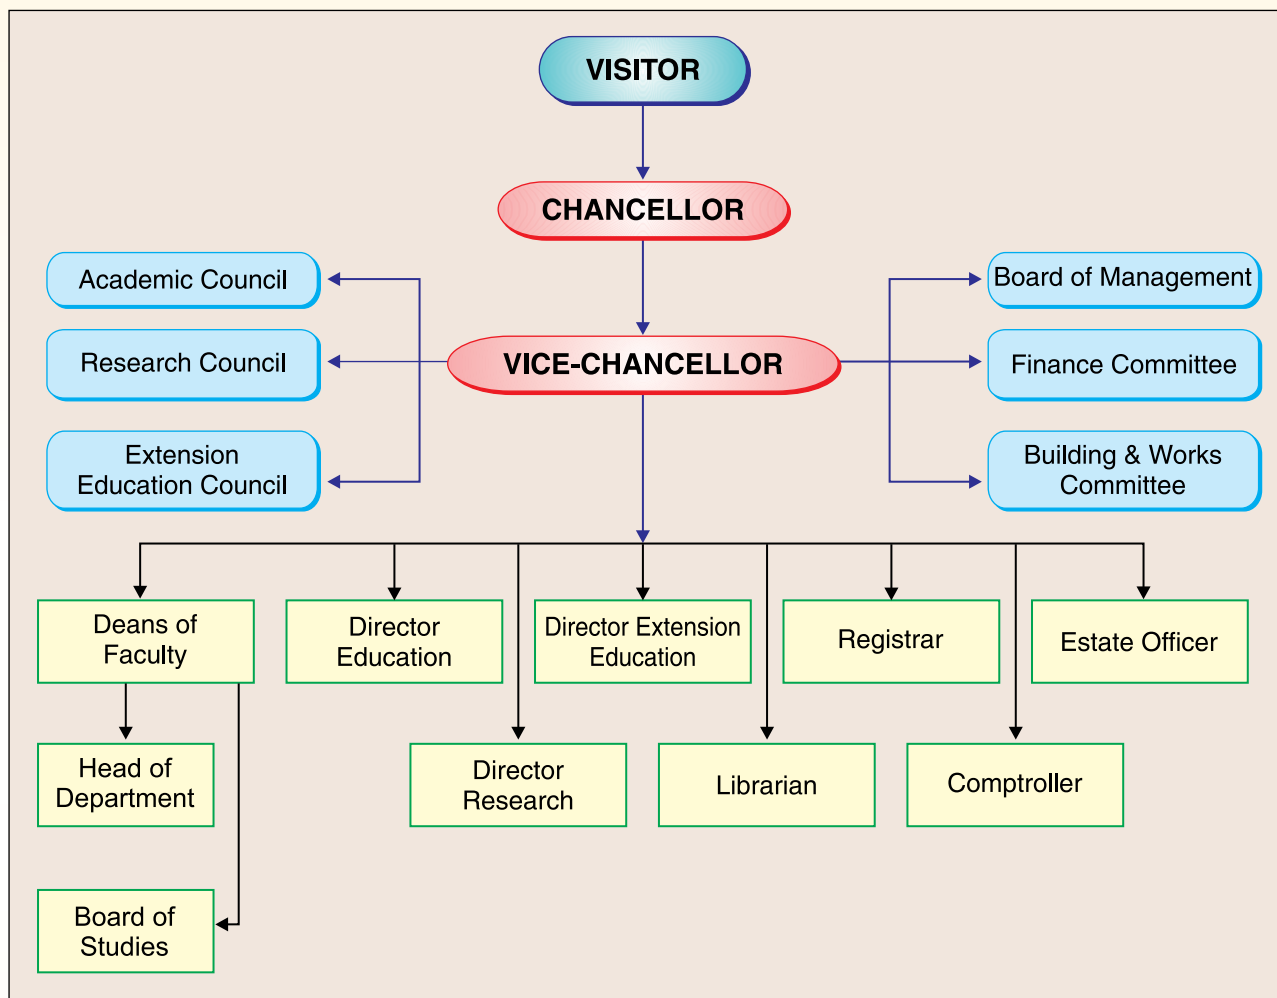 VISITOR
CHANCELLOR
Academic Council
Board of Management
Research Council
VICE-CHANCELLOR
Finance Committee
Extension
Education Council
Building & Works
Committee
Deans of
Faculty
Director
Education
Director Extension
Education
Registrar
Estate Officer
Head of
Department
Director
Research
Librarian
Comptroller
Board of
Studies